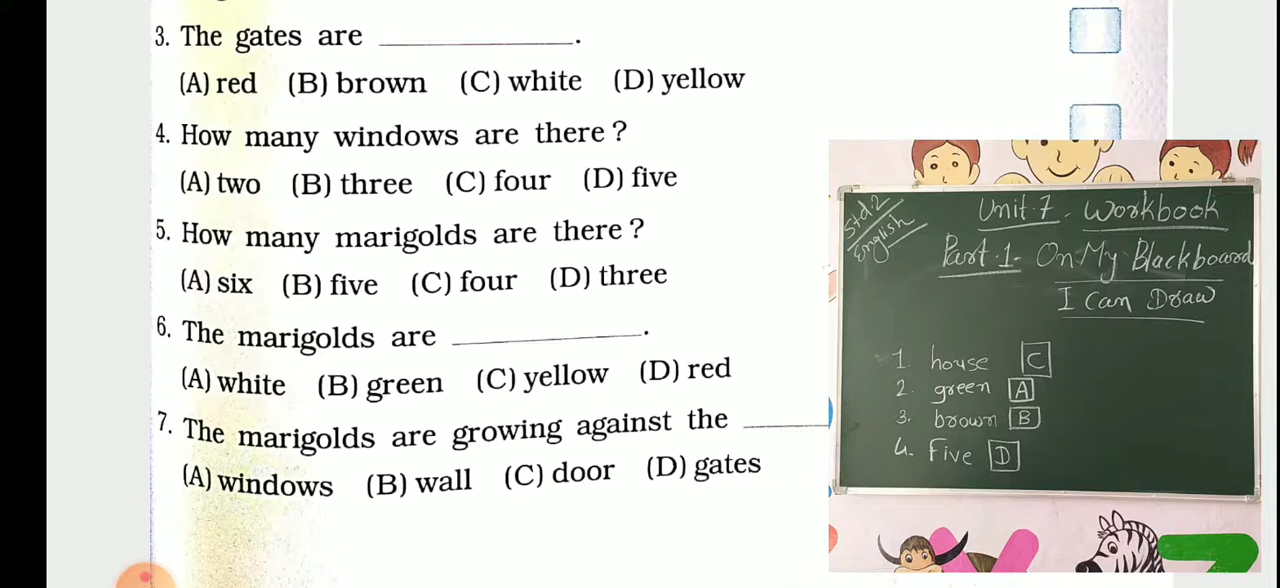 3. The gates are ____________.
(A) red (B) brown (C) white (D) yellow
4. How many windows are there?
(A) two (B) three (C) four (D) five
5. How many marigolds are there?
(A) six (B) five (C) four (D) three
6. The marigolds are ____________.
(A) white (B) green (C) yellow (D) red
7. The marigolds are growing against the ______
(A) windows (B) wall (C) door (D) gates
Std.2
English
Unit.7. Workbook
Part.1- On My Blackboard
I Can Draw
1. house C
2. green A
3. brown B
4. Five D